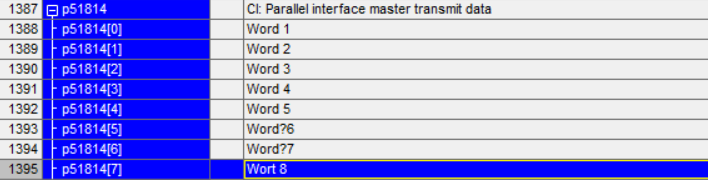 1387 p51814 CI: Parallel interface master transmit data
1388 p51814[0] Word 1
1389 p51814[1] Word 2
1390 p51814[2] Word 3
1391 p51814[3] Word 4
1392 p51814[4] Word 5
1393 p51814[5] Word?6
1394 p51814[6] Word?7
1395 p51814[7] Wort 8